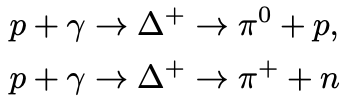 p + γ → Δ⁺ → π⁰ + p,
p + γ → Δ⁺ → π⁺ + n